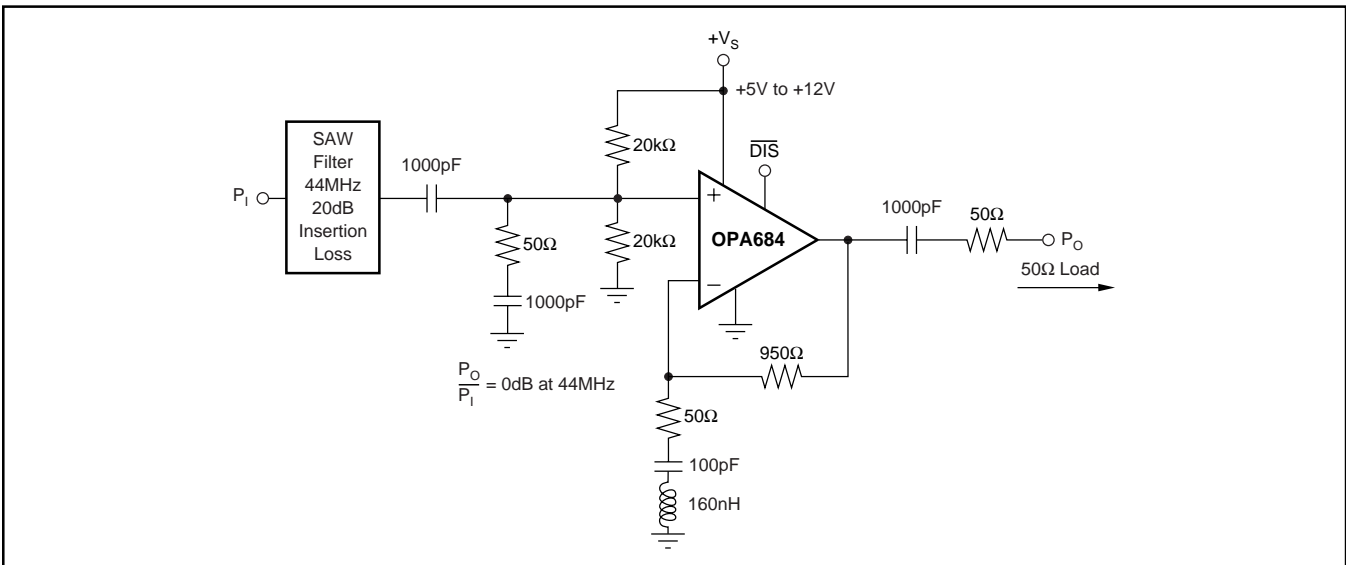 +V_S
+5V to +12V
SAW
Filter
44MHz
20dB
Insertion
Loss
P_I
1000pF
20kΩ
DIS
50Ω
20kΩ
1000pF
+
−
OPA684
1000pF
50Ω
P_O
50Ω Load
950Ω
P_O
P_I
= 0dB at 44MHz
50Ω
100pF
160nH